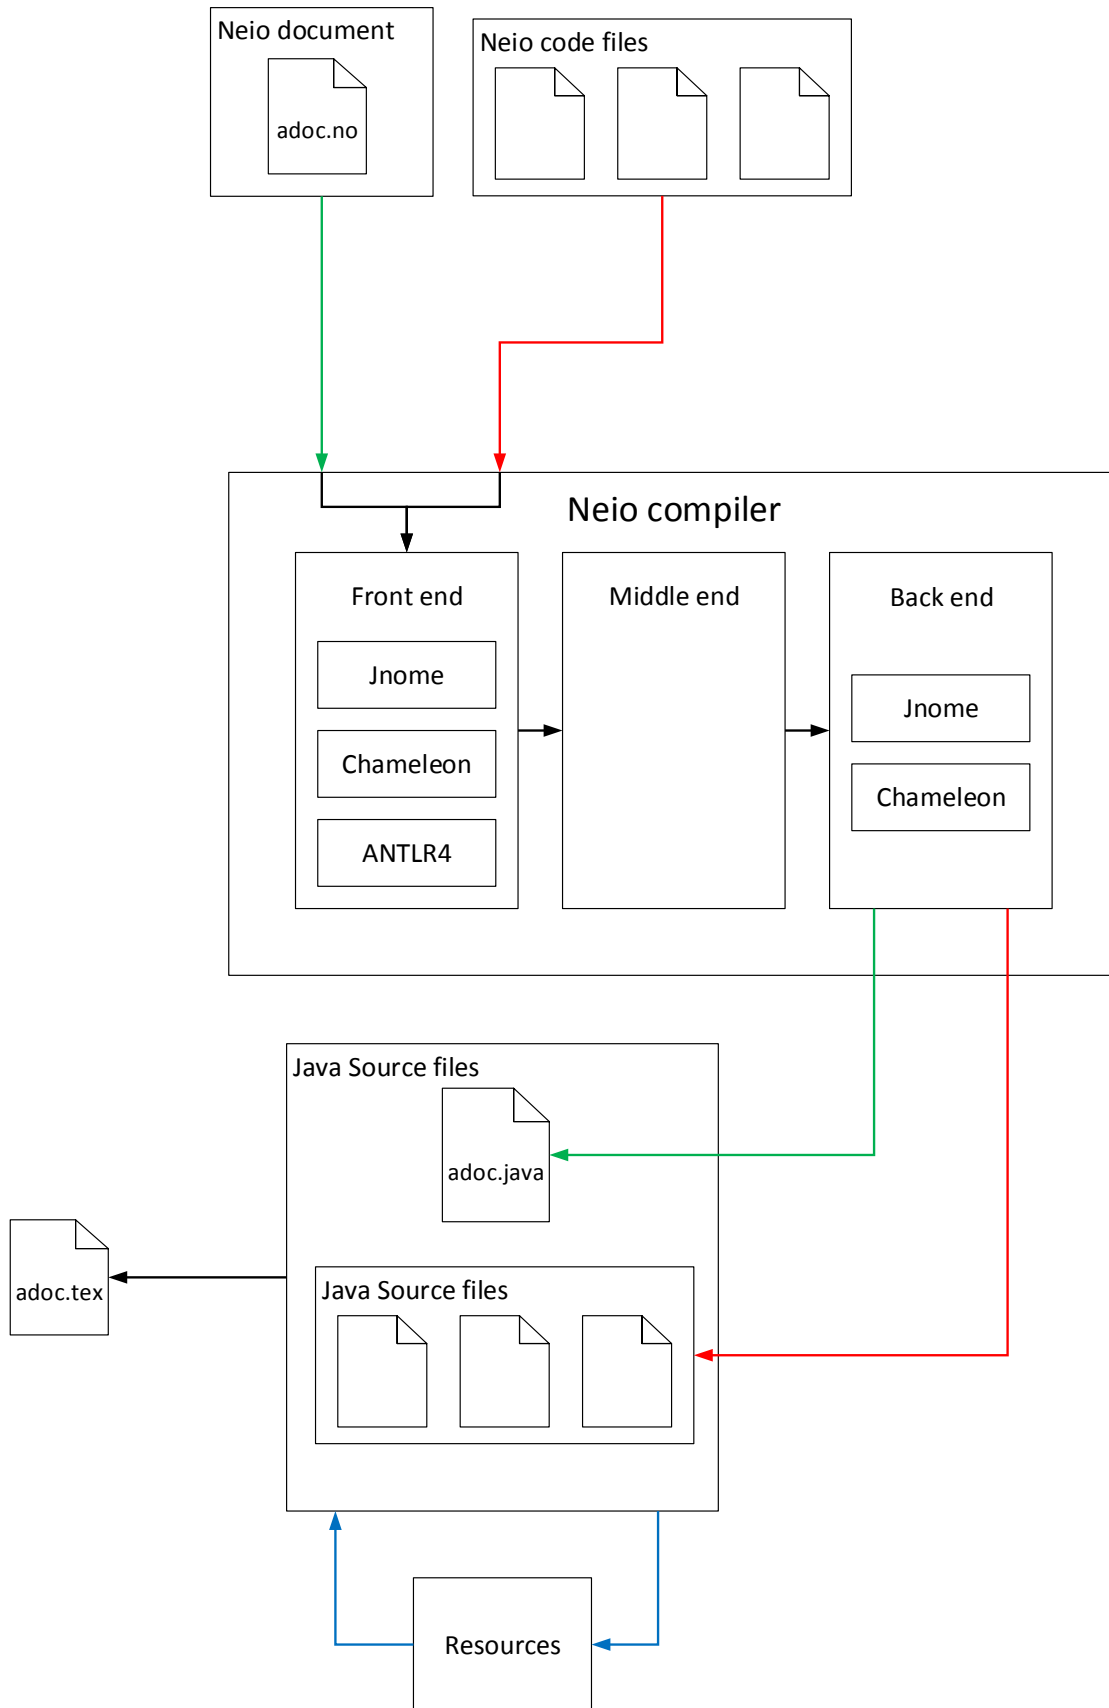 Neio document
adoc.no
Neio code files
Neio compiler
Front end
Jnome
Chameleon
ANTLR4
Middle end
Back end
Jnome
Chameleon
Java Source files
adoc.java
adoc.tex
Java Source files
Resources